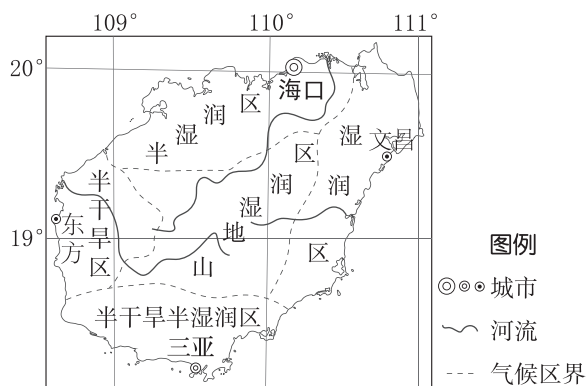 109° 110° 111°
20°
海口
半湿润区
湿润区
文昌
半干旱区
东方
山地湿润区
19°
半干旱半湿润区
三亚
图例
城市
河流
气候区界